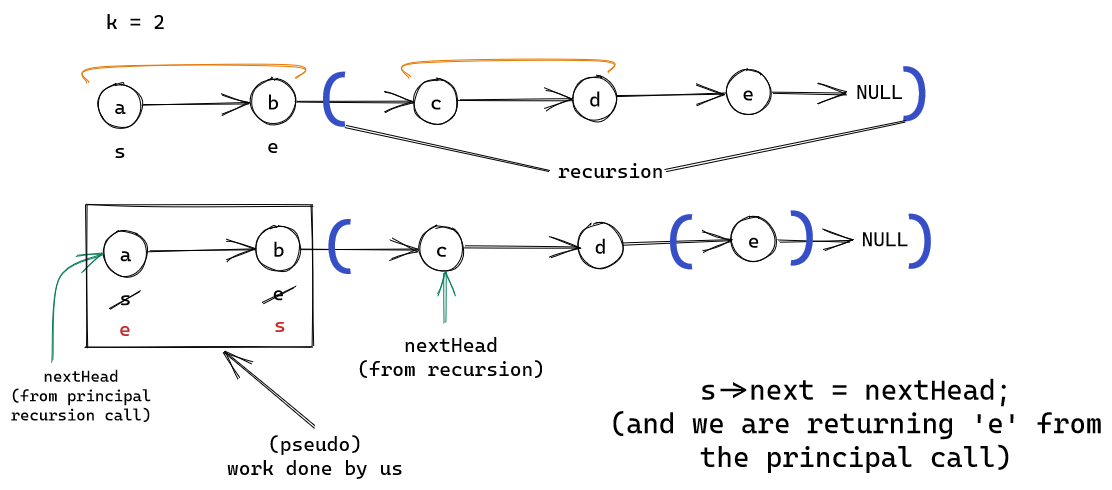 k = 2
a b c d e NULL
s e
recursion
a b c d e NULL
s e
e s
nextHead
(from principal
recursion call)
nextHead
(from recursion)
(pseudo)
work done by us
s->next = nextHead;
(and we are returning 'e' from
the principal call)